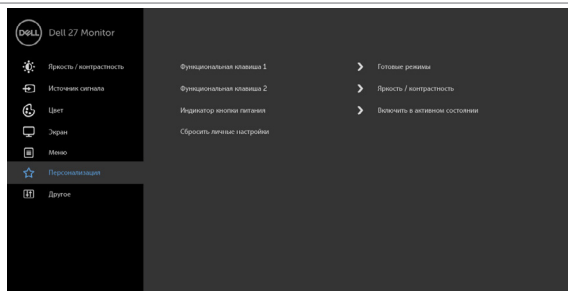 DELL Dell 27 Monitor
Яркость / контрастность
Источник сигнала
Цвет
Экран
Меню
Персонализация
Другое
Функциональная клавиша 1 Готовые режимы
Функциональная клавиша 2 Яркость / контрастность
Индикатор кнопки питания Включить в активном состоянии
Сбросить личные настройки